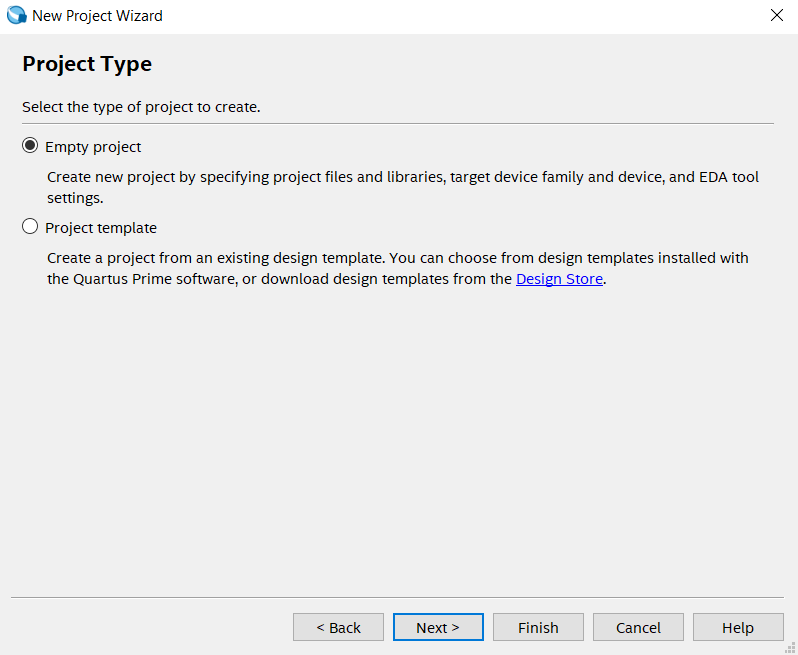 New Project Wizard
Project Type
Select the type of project to create.
Empty project
Create new project by specifying project files and libraries, target device family and device, and EDA tool
settings.
Project template
Create a project from an existing design template. You can choose from design templates installed with
the Quartus Prime software, or download design templates from the Design Store.
< Back
Next >
Finish
Cancel
Help